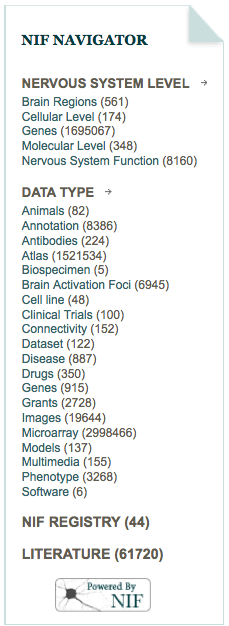 NIF NAVIGATOR
NERVOUS SYSTEM LEVEL →
Brain Regions (561)
Cellular Level (174)
Genes (1695067)
Molecular Level (348)
Nervous System Function (8160)
DATA TYPE →
Animals (82)
Annotation (8386)
Antibodies (224)
Atlas (1521534)
Biospecimen (5)
Brain Activation Foci (6945)
Cell line (48)
Clinical Trials (100)
Connectivity (152)
Dataset (122)
Disease (887)
Drugs (350)
Genes (915)
Grants (2728)
Images (19644)
Microarray (2998466)
Models (137)
Multimedia (155)
Phenotype (3268)
Software (6)
NIF REGISTRY (44)
LITERATURE (61720)
Powered By
NIF